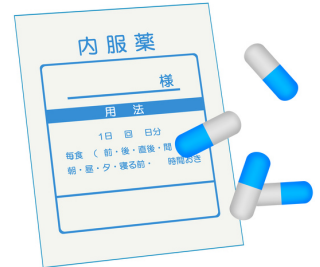 内服薬
様
用 法
1日 回 日分
毎食 ( 前・後・直後・間
朝・昼・夕・寝る前・ 時間おき